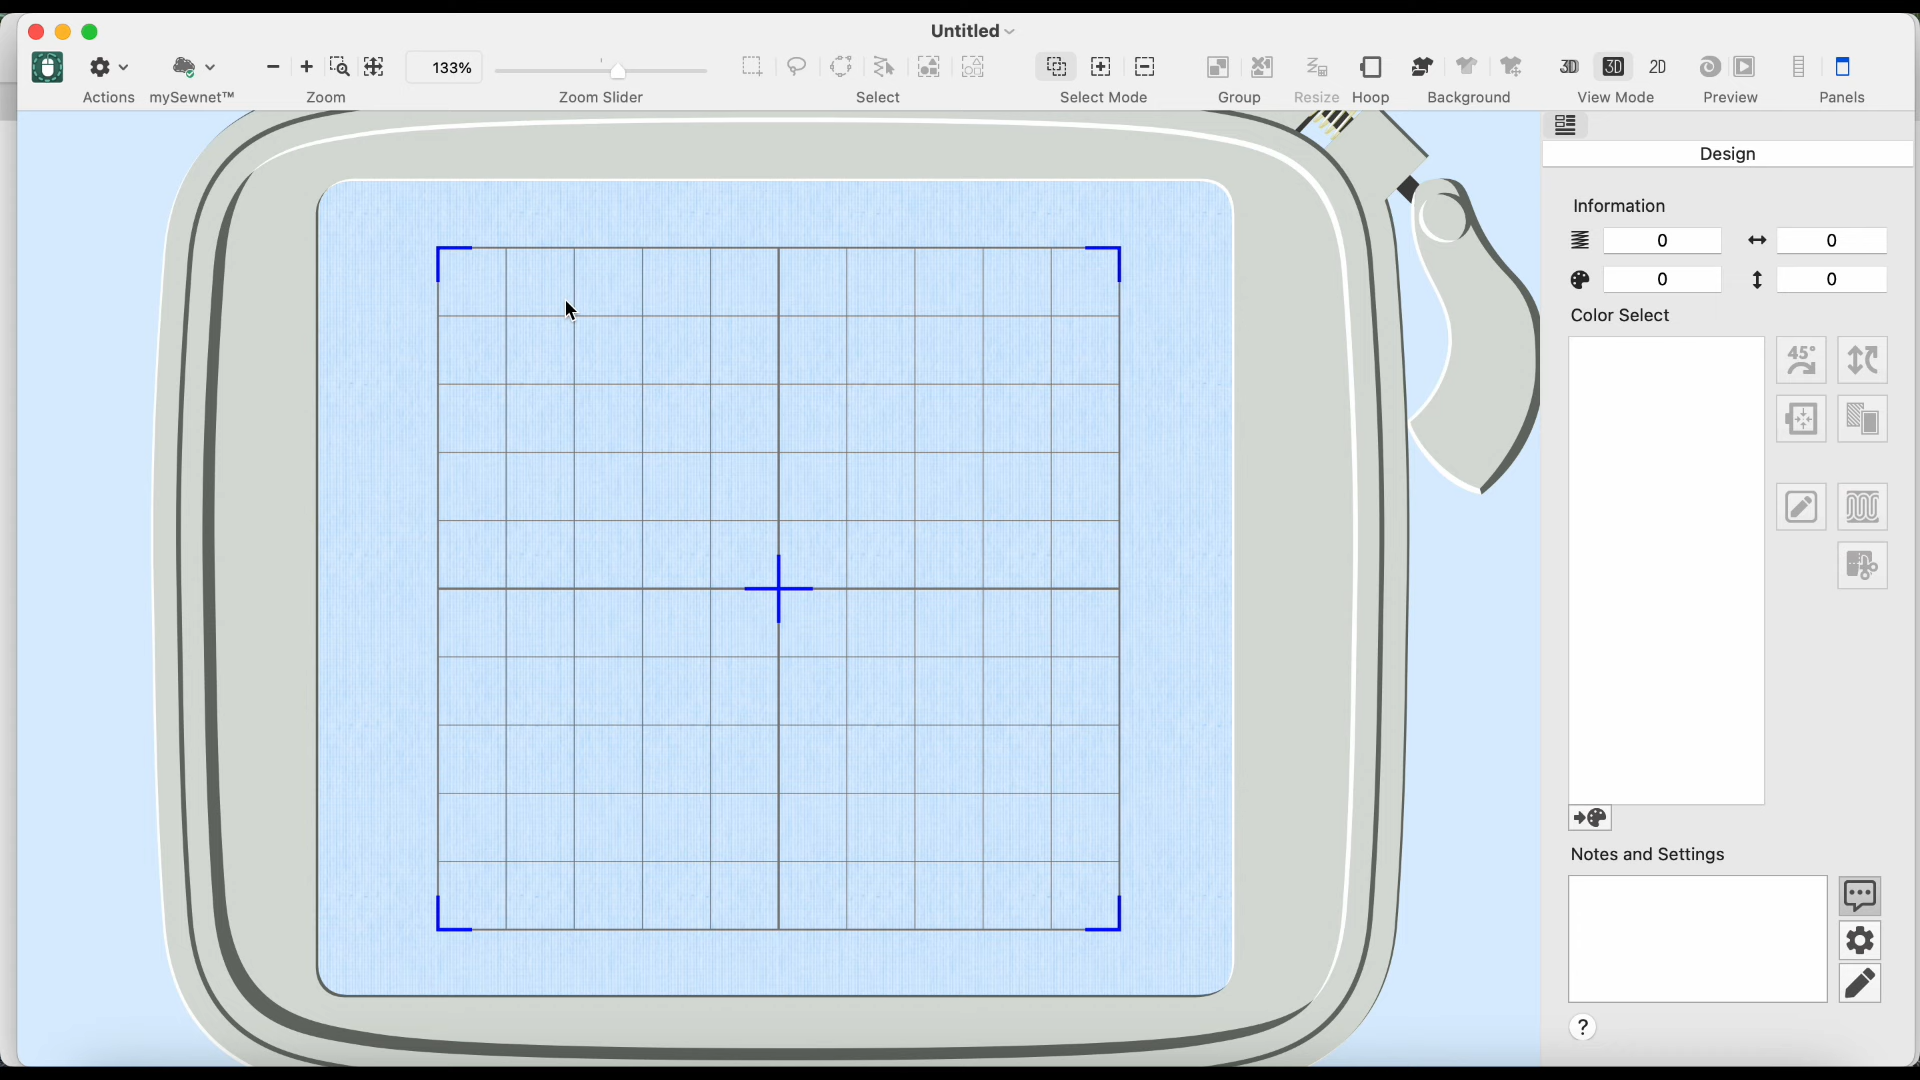 Untitled
133%
Actions mySewnet™ Zoom Zoom Slider Select Select Mode Group Resize Hoop Background View Mode Preview Panels
3D 3D 2D
Design
Information
0 0
0 0
Color Select
45°
Notes and Settings
?